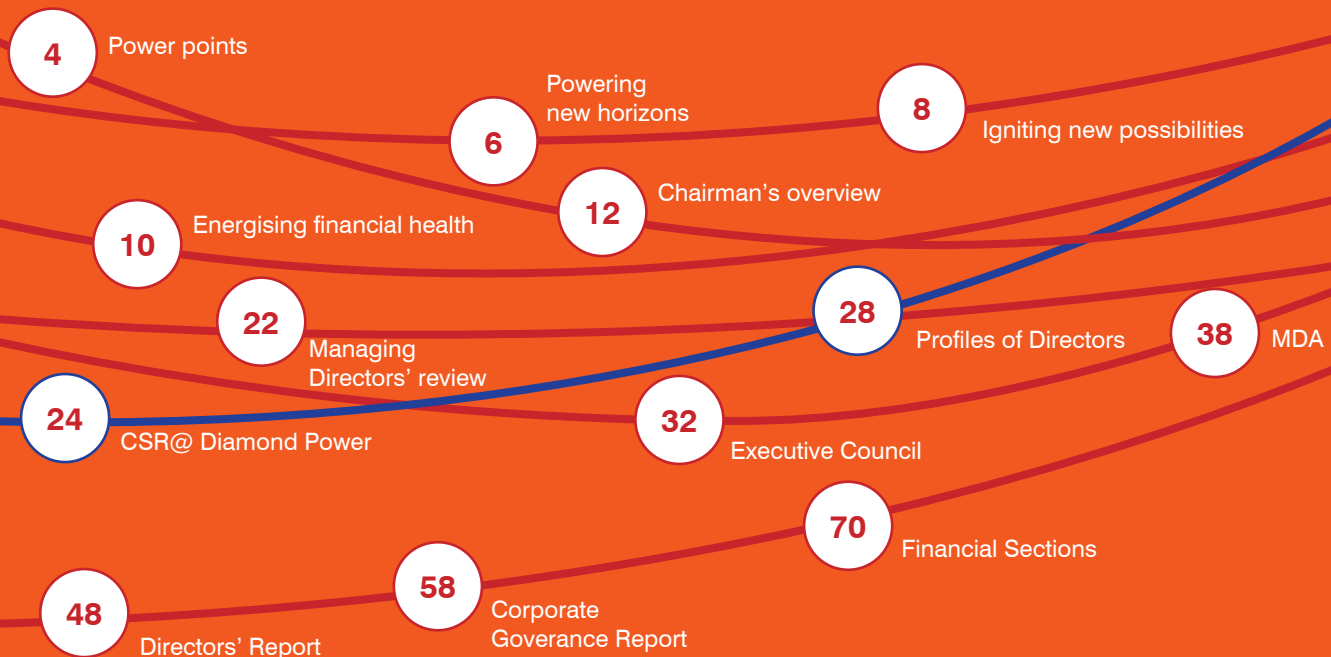 4
Power points
6
Powering
new horizons
8
Igniting new possibilities
10
Energising financial health
12
Chairman’s overview
22
Managing
Directors’ review
24
CSR@ Diamond Power
28
Profiles of Directors
32
Executive Council
38
MDA
48
Directors’ Report
58
Corporate
Goverance Report
70
Financial Sections